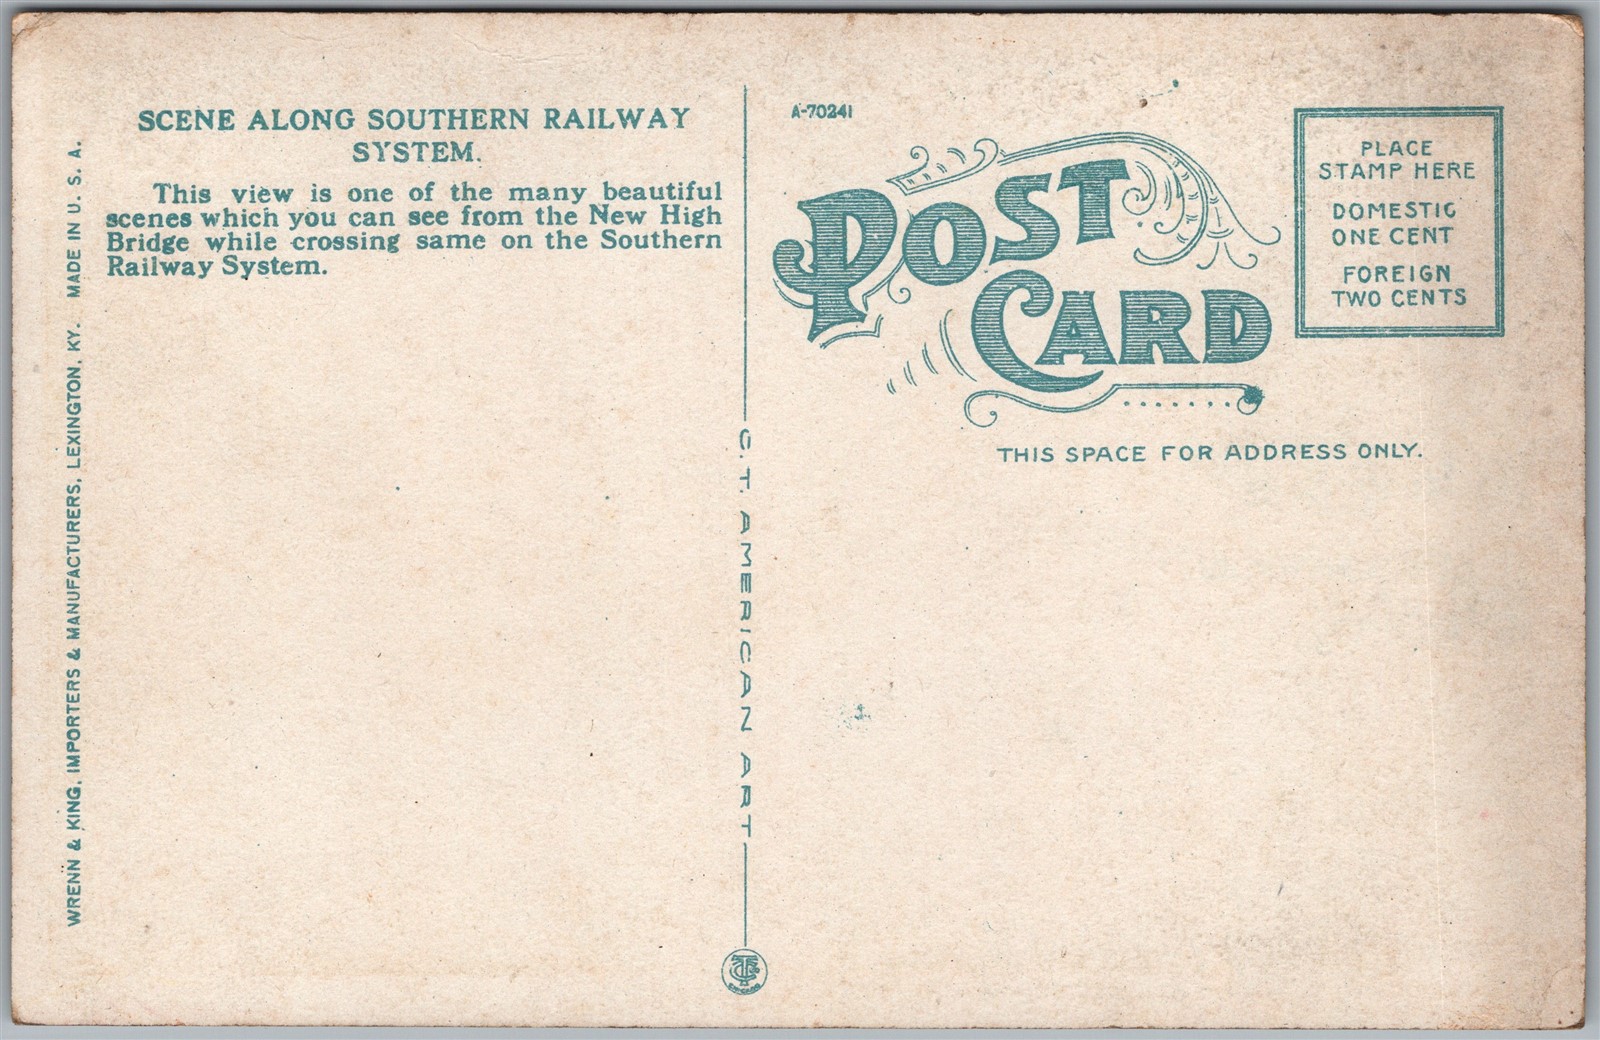 SCENE ALONG SOUTHERN RAILWAY
SYSTEM.
This view is one of the many beautiful
scenes which you can see from the New High
Bridge while crossing same on the Southern
Railway System.
WRENN & KING, IMPORTERS & MANUFACTURERS, LEXINGTON, KY. MADE IN U. S. A.
C. T. AMERICAN ART
CHICAGO
A-70241
POST
CARD
PLACE
STAMP HERE
DOMESTIC
ONE CENT
FOREIGN
TWO CENTS
THIS SPACE FOR ADDRESS ONLY.